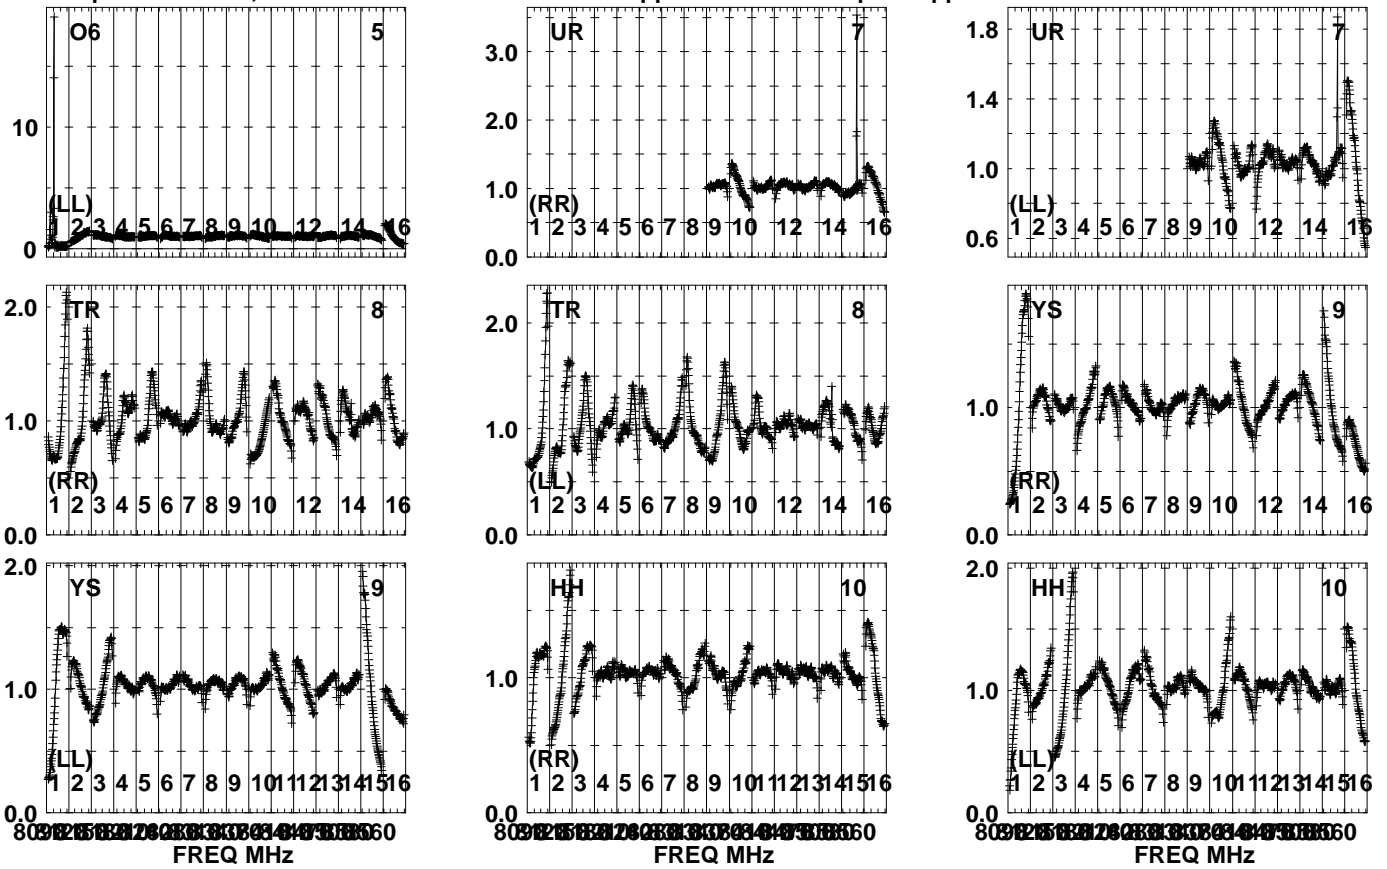 O6 5
10
0
(LL)
1 2 3 4 5 6 7 8 9 10 12 14 16
UR 7
3.0
2.0
1.0
0.0
(RR)
1 2 3 4 5 6 7 8 9 10 12 14 16
UR 7
1.8
1.4
1.0
0.6
(LL)
1 2 3 4 5 6 7 8 9 10 12 14 16
TR 8
2.0
1.0
0.0
(RR)
1 2 3 4 5 6 7 8 9 10 12 14 16
TR 8
2.0
1.0
0.0
(LL)
1 2 3 4 5 6 7 8 9 10 12 14 16
YS 9
1.0
0.0
(RR)
1 2 3 4 5 6 7 8 9 10 12 14 16
YS 9
2.0
1.0
0.0
(LL)
1 2 3 4 5 6 7 8 9 10 11 12 13 14 15 16
FREQ MHz
HH 10
1.0
0.0
(RR)
1 2 3 4 5 6 7 8 9 10 11 12 13 14 15 16
HH 10
2.0
1.0
0.0
(LL)
1 2 3 4 5 6 7 8 9 10 11 12 13 14 15 16
FREQ MHz